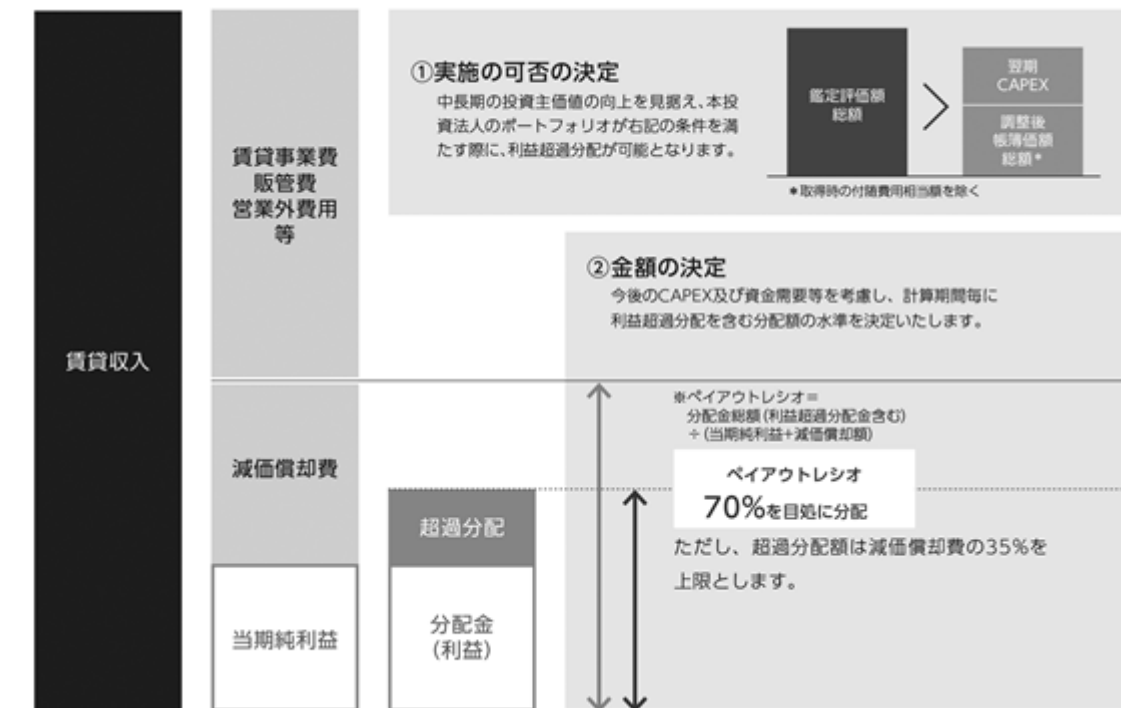 賃貸収入
賃貸事業費
販管費
営業外費用
等
減価償却費
当期純利益
超過分配
分配金
(利益)
①実施の可否の決定
中長期の投資主価値の向上を見据え、本投
資法人のポートフォリオが右記の条件を満
たす際に、利益超過分配が可能となります。
鑑定評価額
総額
翌期
CAPEX
調整後
帳簿価額
総額*
*取得時の付随費用相当額を除く
②金額の決定
今後のCAPEX及び資金需要等を考慮し、計算期間毎に
利益超過分配を含む分配額の水準を決定いたします。
※ペイアウトレシオ=
分配金総額(利益超過分配金含む)
÷(当期純利益+減価償却額)
ペイアウトレシオ
70%を目処に分配
ただし、超過分配額は減価償却費の35%を
上限とします。